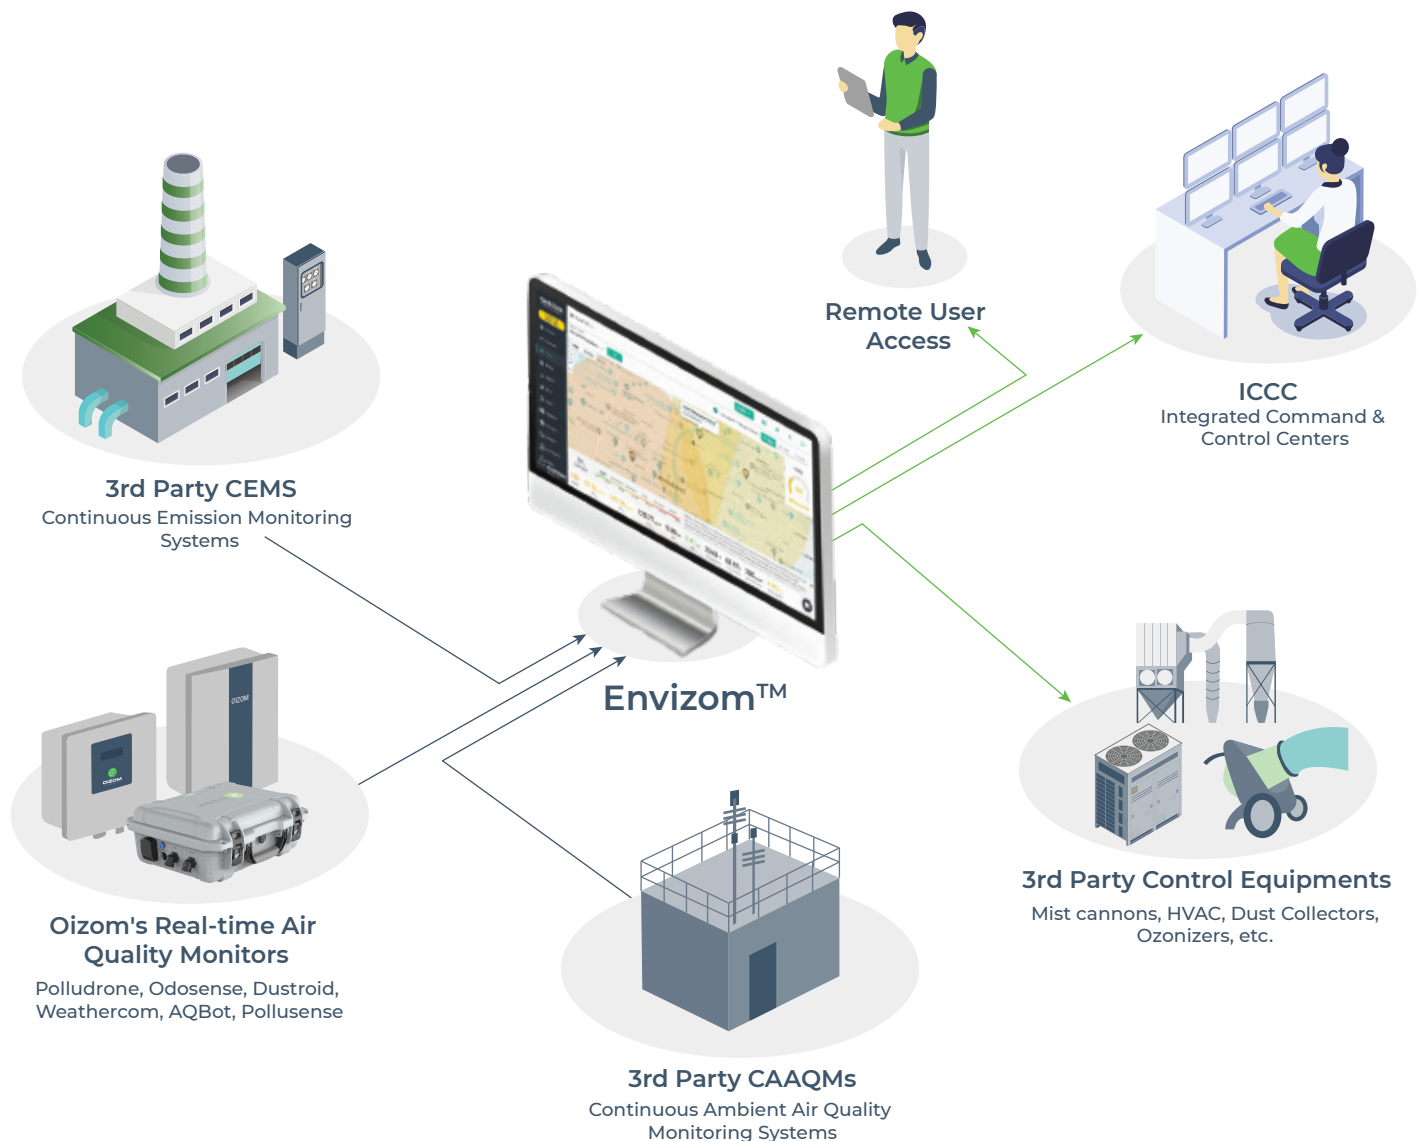 Remote User
Access
ICCC
Integrated Command &
Control Centers
3rd Party CEMS
Continuous Emission Monitoring
Systems
Envizom™
OIZOM
OIZOM
Oizom's Real-time Air
Quality Monitors
Polludrone, Odosense, Dustroid,
Weathercom, AQBot, Pollusense
3rd Party Control Equipments
Mist cannons, HVAC, Dust Collectors,
Ozonizers, etc.
3rd Party CAAQMs
Continuous Ambient Air Quality
Monitoring Systems